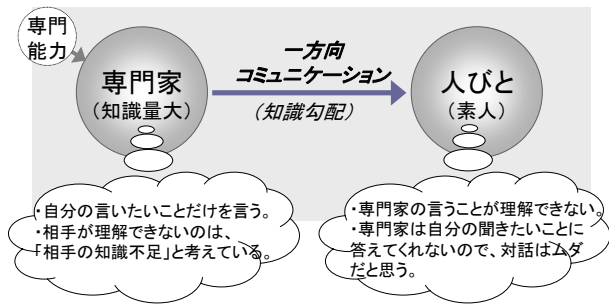 専門
能力
専門家
（知識量大）
一方向
コミュニケーション
（知識勾配）
人びと
（素人）
・自分の言いたいことだけを言う。
・相手が理解できないのは、
「相手の知識不足」と考えている。
・専門家の言うことが理解できない。
・専門家は自分の聞きたいことに
答えてくれないので、対話はムダ
だと思う。